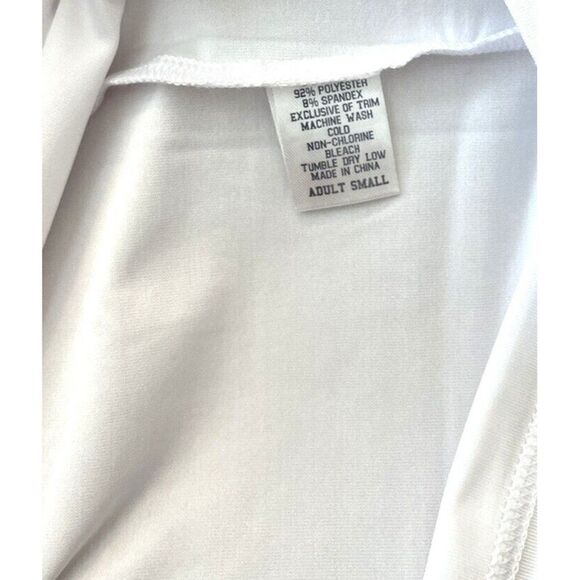 92% POLYESTER
8% SPANDEX
EXCLUSIVE OF TRIM
MACHINE WASH
COLD
NON-CHLORINE
BLEACH
TUMBLE DRY LOW
MADE IN CHINA
ADULT SMALL